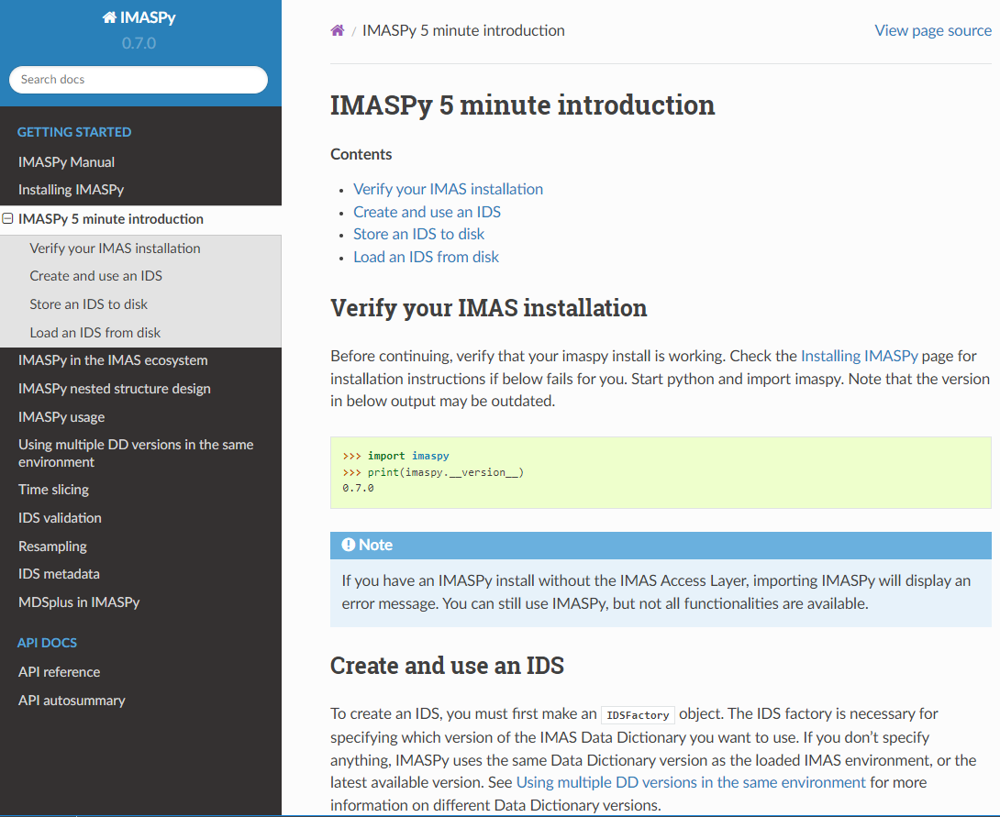 IMASPy
0.7.0
Search docs
GETTING STARTED
IMASPy Manual
Installing IMASPy
IMASPy 5 minute introduction
Verify your IMAS installation
Create and use an IDS
Store an IDS to disk
Load an IDS from disk
IMASPy in the IMAS ecosystem
IMASPy nested structure design
IMASPy usage
Using multiple DD versions in the same
environment
Time slicing
IDS validation
Resampling
IDS metadata
MDSplus in IMASPy
API DOCS
API reference
API autosummary
/ IMASPy 5 minute introduction
View page source
IMASPy 5 minute introduction
Contents
• Verify your IMAS installation
• Create and use an IDS
• Store an IDS to disk
• Load an IDS from disk
Verify your IMAS installation
Before continuing, verify that your imaspy install is working. Check the Installing IMASPy page for
installation instructions if below fails for you. Start python and import imaspy. Note that the version
in below output may be outdated.
>>> import imaspy
>>> print(imaspy.__version__)
0.7.0
Note
If you have an IMASPy install without the IMAS Access Layer, importing IMASPy will display an
error message. You can still use IMASPy, but not all functionalities are available.
Create and use an IDS
To create an IDS, you must first make an IDSFactory object. The IDS factory is necessary for
specifying which version of the IMAS Data Dictionary you want to use. If you don’t specify
anything, IMASPy uses the same Data Dictionary version as the loaded IMAS environment, or the
latest available version. See Using multiple DD versions in the same environment for more
information on different Data Dictionary versions.